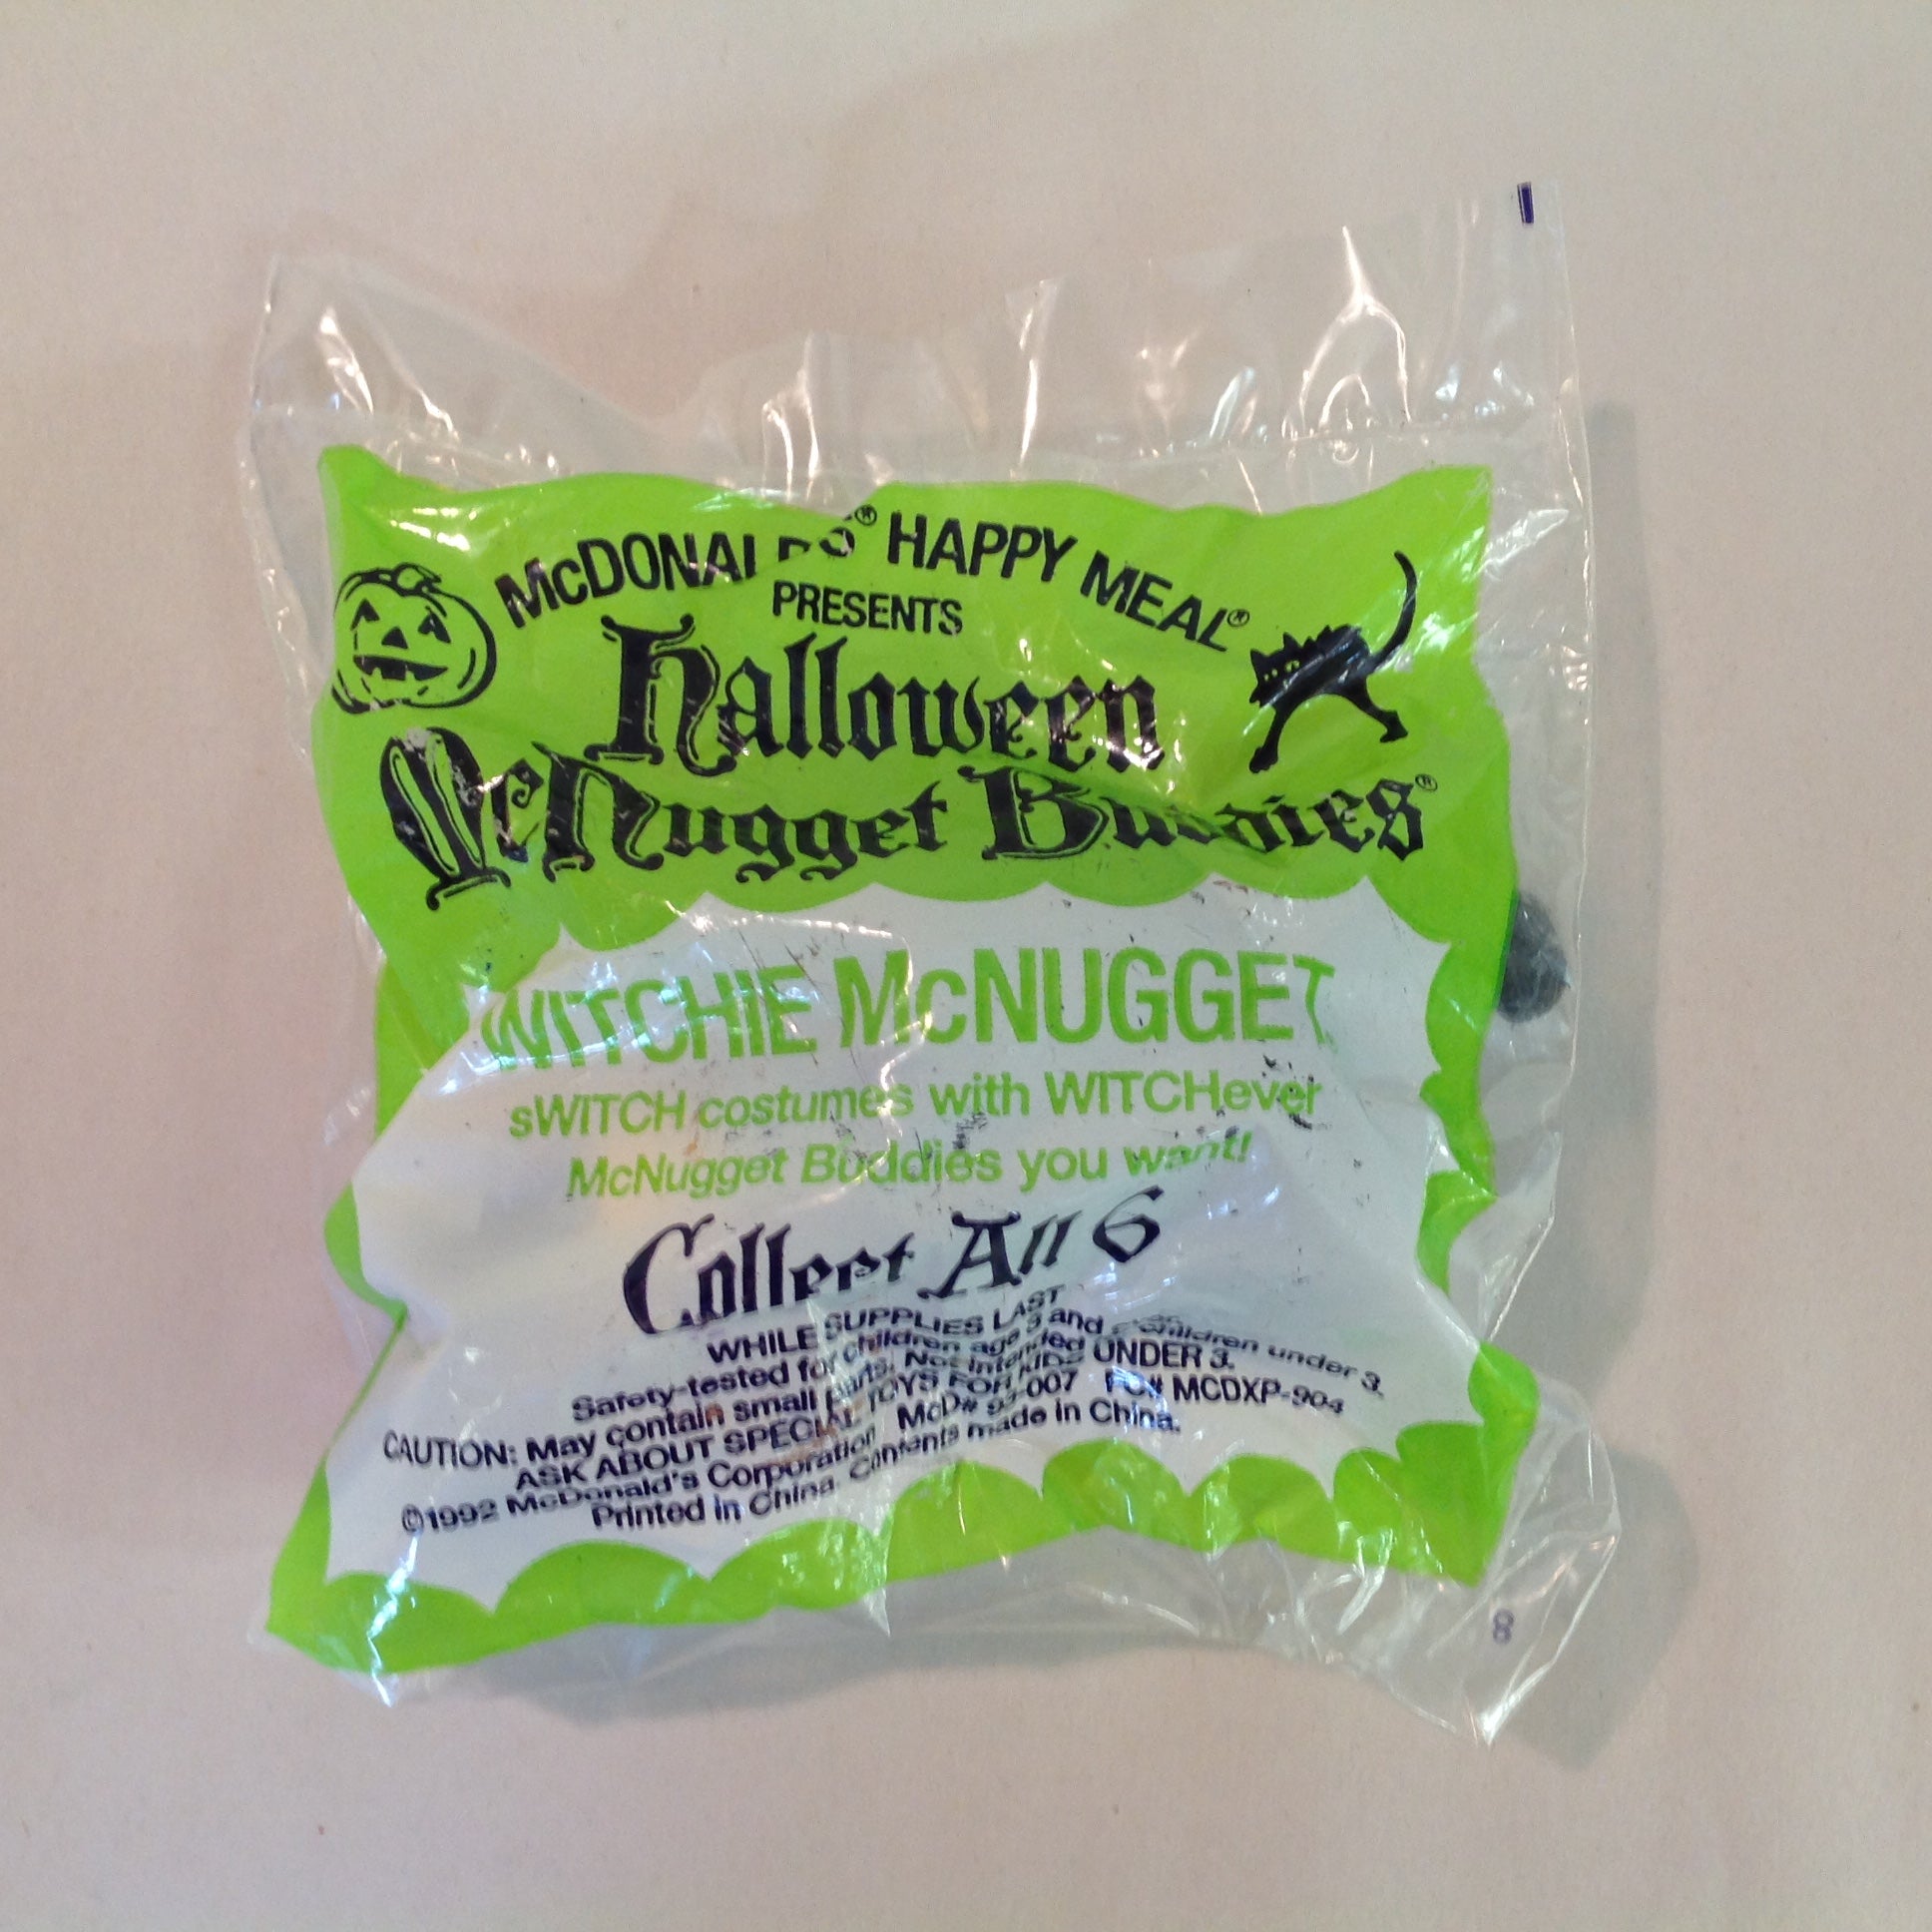 McDONALD'S® HAPPY MEAL®
PRESENTS
Halloween
McNugget Buddies®
WITCHIE McNUGGET
sWITCH costumes with WITCHever
McNugget Buddies you want!
Collect All 6
WHILE SUPPLIES LAST
Safety-tested for children age 3 and
CAUTION: May contain small parts. Not intended children under 3.
ASK ABOUT SPECIAL TOYS FOR KIDS UNDER 3.
©1992 McDonald's Corporation McD# 93-007 PO# MCDXP-904
Printed in China. Contents made in China.
8